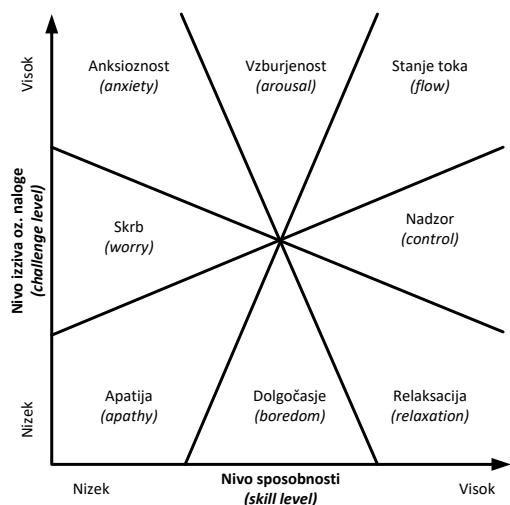 Visok
Nivo izziva oz. naloge
(challenge level)
Nizek
Anksioznost
(anxiety)
Vzburjenost
(arousal)
Stanje toka
(flow)
Skrb
(worry)
Nadzor
(control)
Apatija
(apathy)
Dolgočasje
(boredom)
Relaksacija
(relaxation)
Nizek
Nivo sposobnosti
(skill level)
Visok